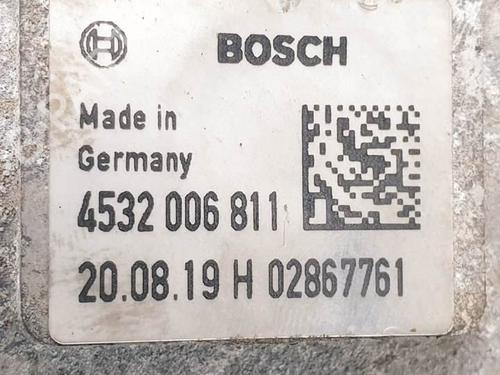 BOSCH
Made in
Germany
4532 006 811
20.08.19 H 02867761